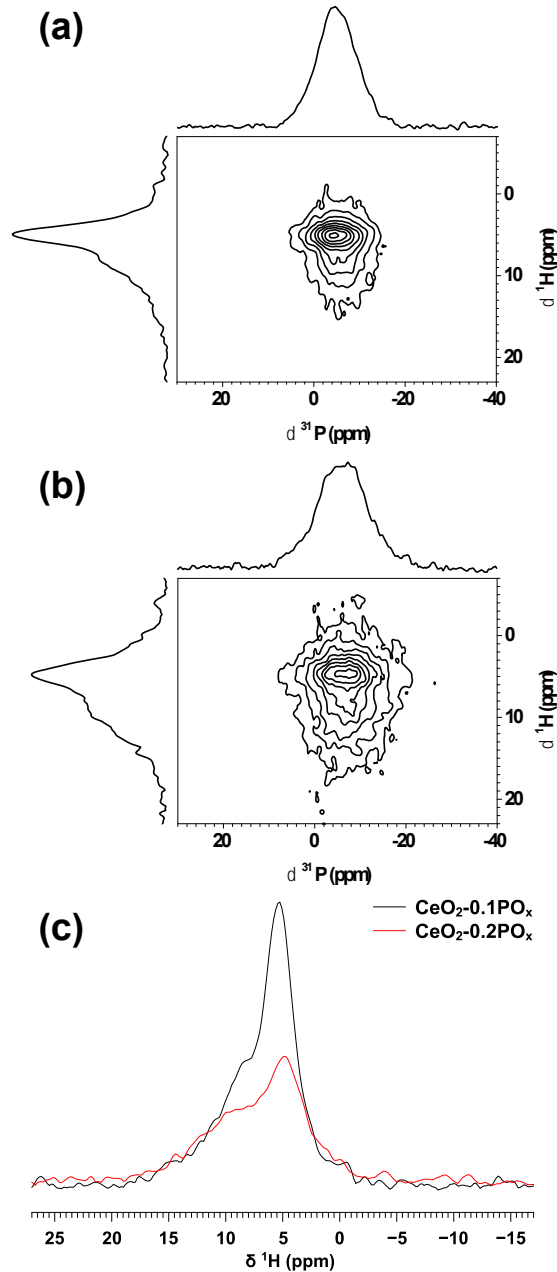 (a)
0
10
20
d ¹H (ppm)
20 0 -20 -40
d ³¹P (ppm)
(b)
0
10
20
d ¹H (ppm)
20 0 -20 -40
d ³¹P (ppm)
(c)
CeO₂-0.1POₓ
CeO₂-0.2POₓ
25 20 15 10 5 0 −5 −10 −15
δ ¹H (ppm)